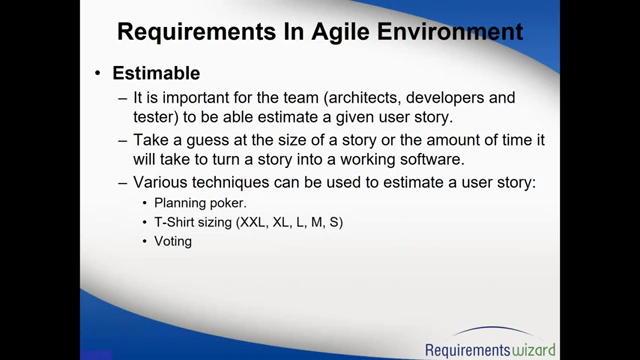 Requirements In Agile Environment
• Estimable
– It is important for the team (architects, developers and
tester) to be able estimate a given user story.
– Take a guess at the size of a story or the amount of time it
will take to turn a story into a working software.
– Various techniques can be used to estimate a user story:
• Planning poker.
• T-Shirt sizing (XXL, XL, L, M, S)
• Voting
Requirementswizard